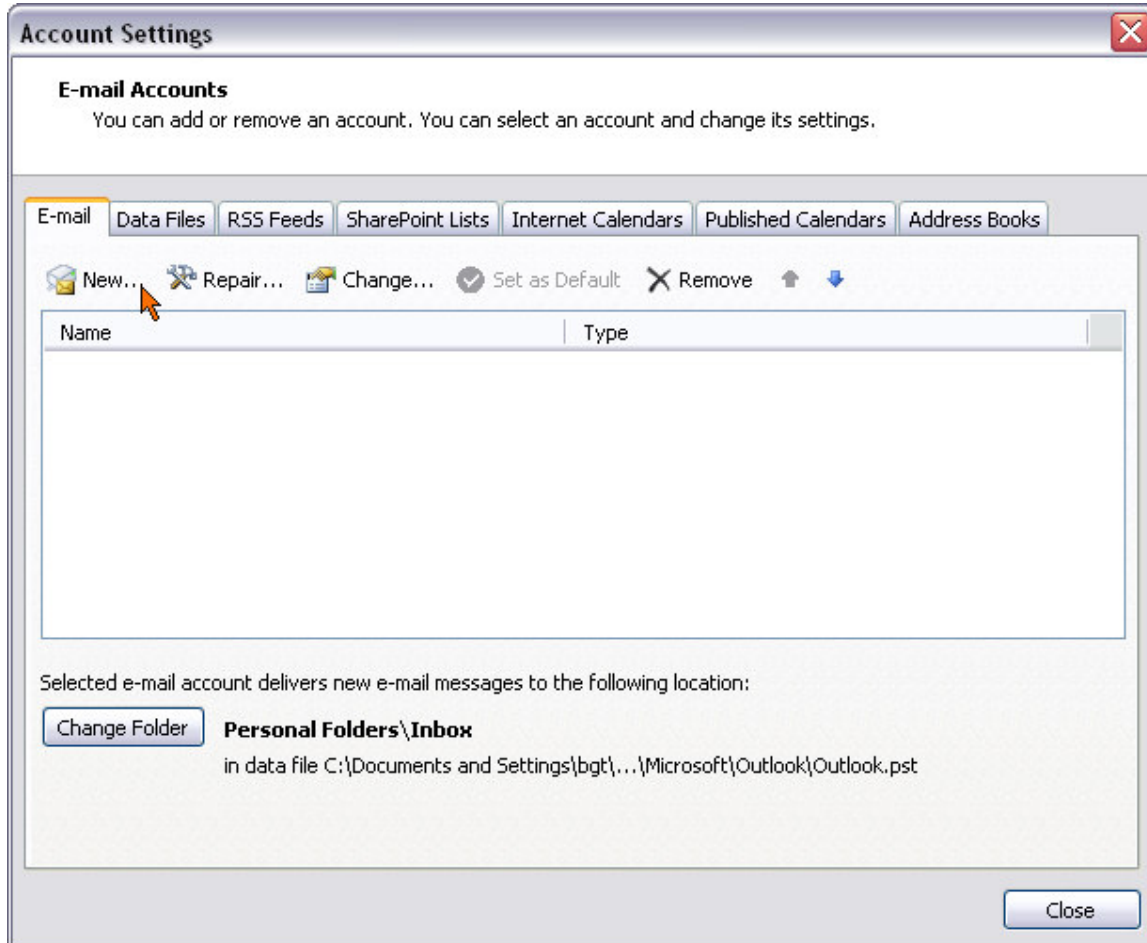 Account Settings
E-mail Accounts
You can add or remove an account. You can select an account and change its settings.
E-mail Data Files RSS Feeds SharePoint Lists Internet Calendars Published Calendars Address Books
New... Repair... Change... Set as Default Remove
Name Type
Selected e-mail account delivers new e-mail messages to the following location:
Change Folder Personal Folders\Inbox
in data file C:\Documents and Settings\bgt\...\Microsoft\Outlook\Outlook.pst
Close